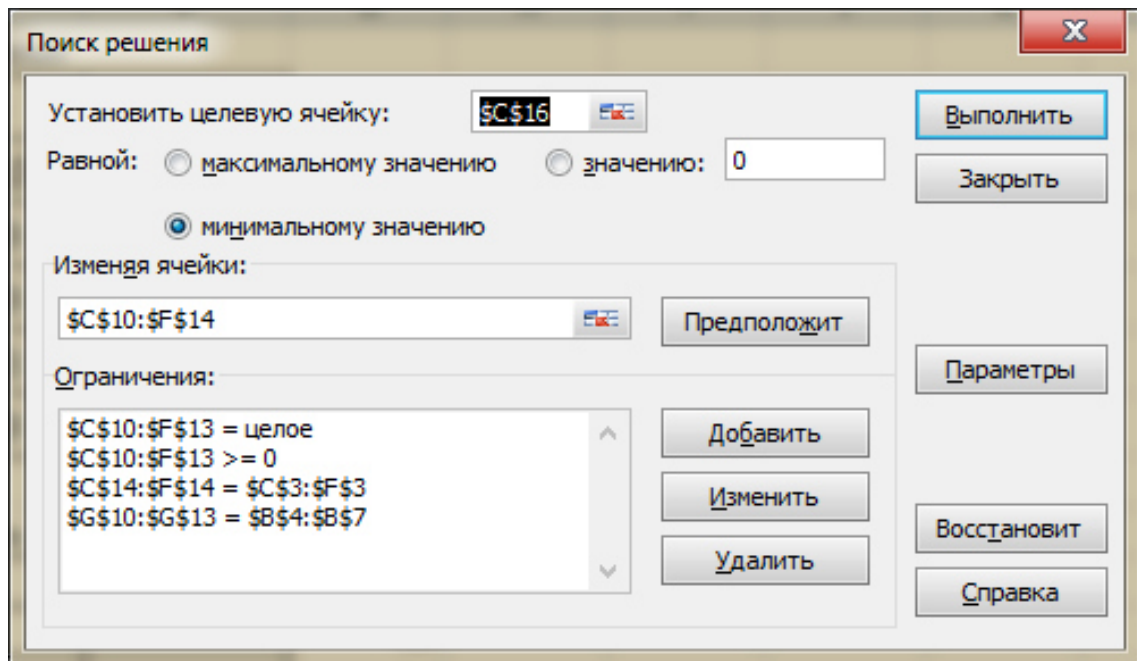 Поиск решения
X
Установить целевую ячейку: $C$16
Выполнить
Равной: максимальному значению значению: 0
Закрыть
минимальному значению
Изменяя ячейки:
$C$10:$F$14
Предположит
Ограничения:
Параметры
$C$10:$F$13 = целое
$C$10:$F$13 >= 0
$C$14:$F$14 = $C$3:$F$3
$G$10:$G$13 = $B$4:$B$7
Добавить
Изменить
Удалить
Восстановит
Справка